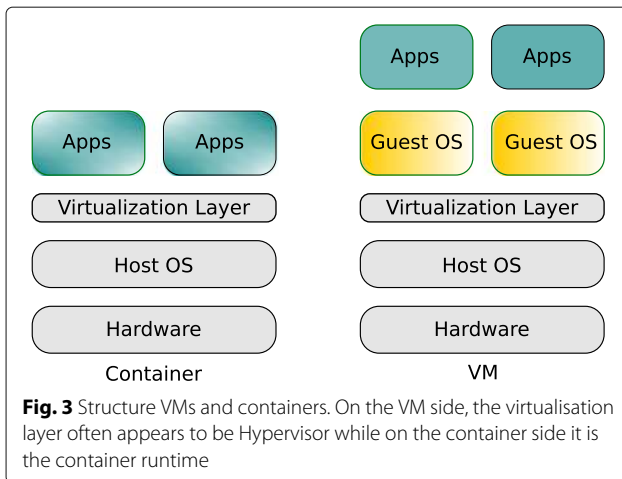 Apps Apps
Apps Apps
Guest OS Guest OS
Virtualization Layer
Virtualization Layer
Host OS
Host OS
Hardware
Hardware
Container
VM
Fig. 3 Structure VMs and containers. On the VM side, the virtualisation
layer often appears to be Hypervisor while on the container side it is
the container runtime